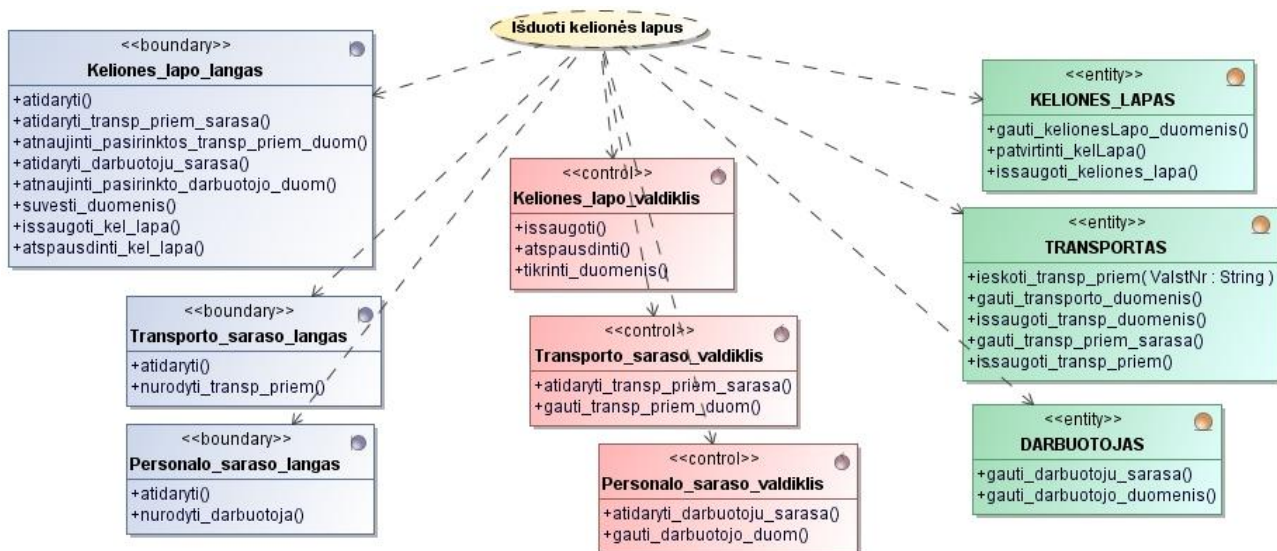 Išduoti kelionės lapus
<<boundary>>
Keliones_lapo_langas
+atidaryti()
+atidaryti_transp_priem_sarasa()
+atnaujinti_pasirinktos_transp_priem_duom()
+atidaryti_darbuotoju_sarasa()
+atnaujinti_pasirinkto_darbuotojo_duom()
+suvesti_duomenis()
+issaugoti_kel_lapa()
+atspausdinti_kel_lapa()
<<boundary>>
Transporto_saraso_langas
+atidaryti()
+nurodyti_transp_priem()
<<boundary>>
Personalo_saraso_langas
+atidaryti()
+nurodyti_darbuotoja()
<<control>>
Keliones_lapo_valdiklis
+issaugoti()
+atspausdinti()
+tikrinti_duomenis()
<<control>>
Transporto_saraso_valdiklis
+atidaryti_transp_priem_sarasa()
+gauti_transp_priem_duom()
<<control>>
Personalo_saraso_valdiklis
+atidaryti_darbuotoju_sarasa()
+gauti_darbuotojo_duom()
<<entity>>
KELIONES_LAPAS
+gauti_kelionesLapo_duomenis()
+patvirtinti_kelLapa()
+issaugoti_keliones_lapa()
<<entity>>
TRANSPORTAS
+ieskoti_transp_priem( ValstNr : String )
+gauti_transporto_duomenis()
+issaugoti_transp_duomenis()
+gauti_transp_priem_sarasa()
+issaugoti_transp_priem()
<<entity>>
DARBUOTOJAS
+gauti_darbuotoju_sarasa()
+gauti_darbuotojo_duomenis()